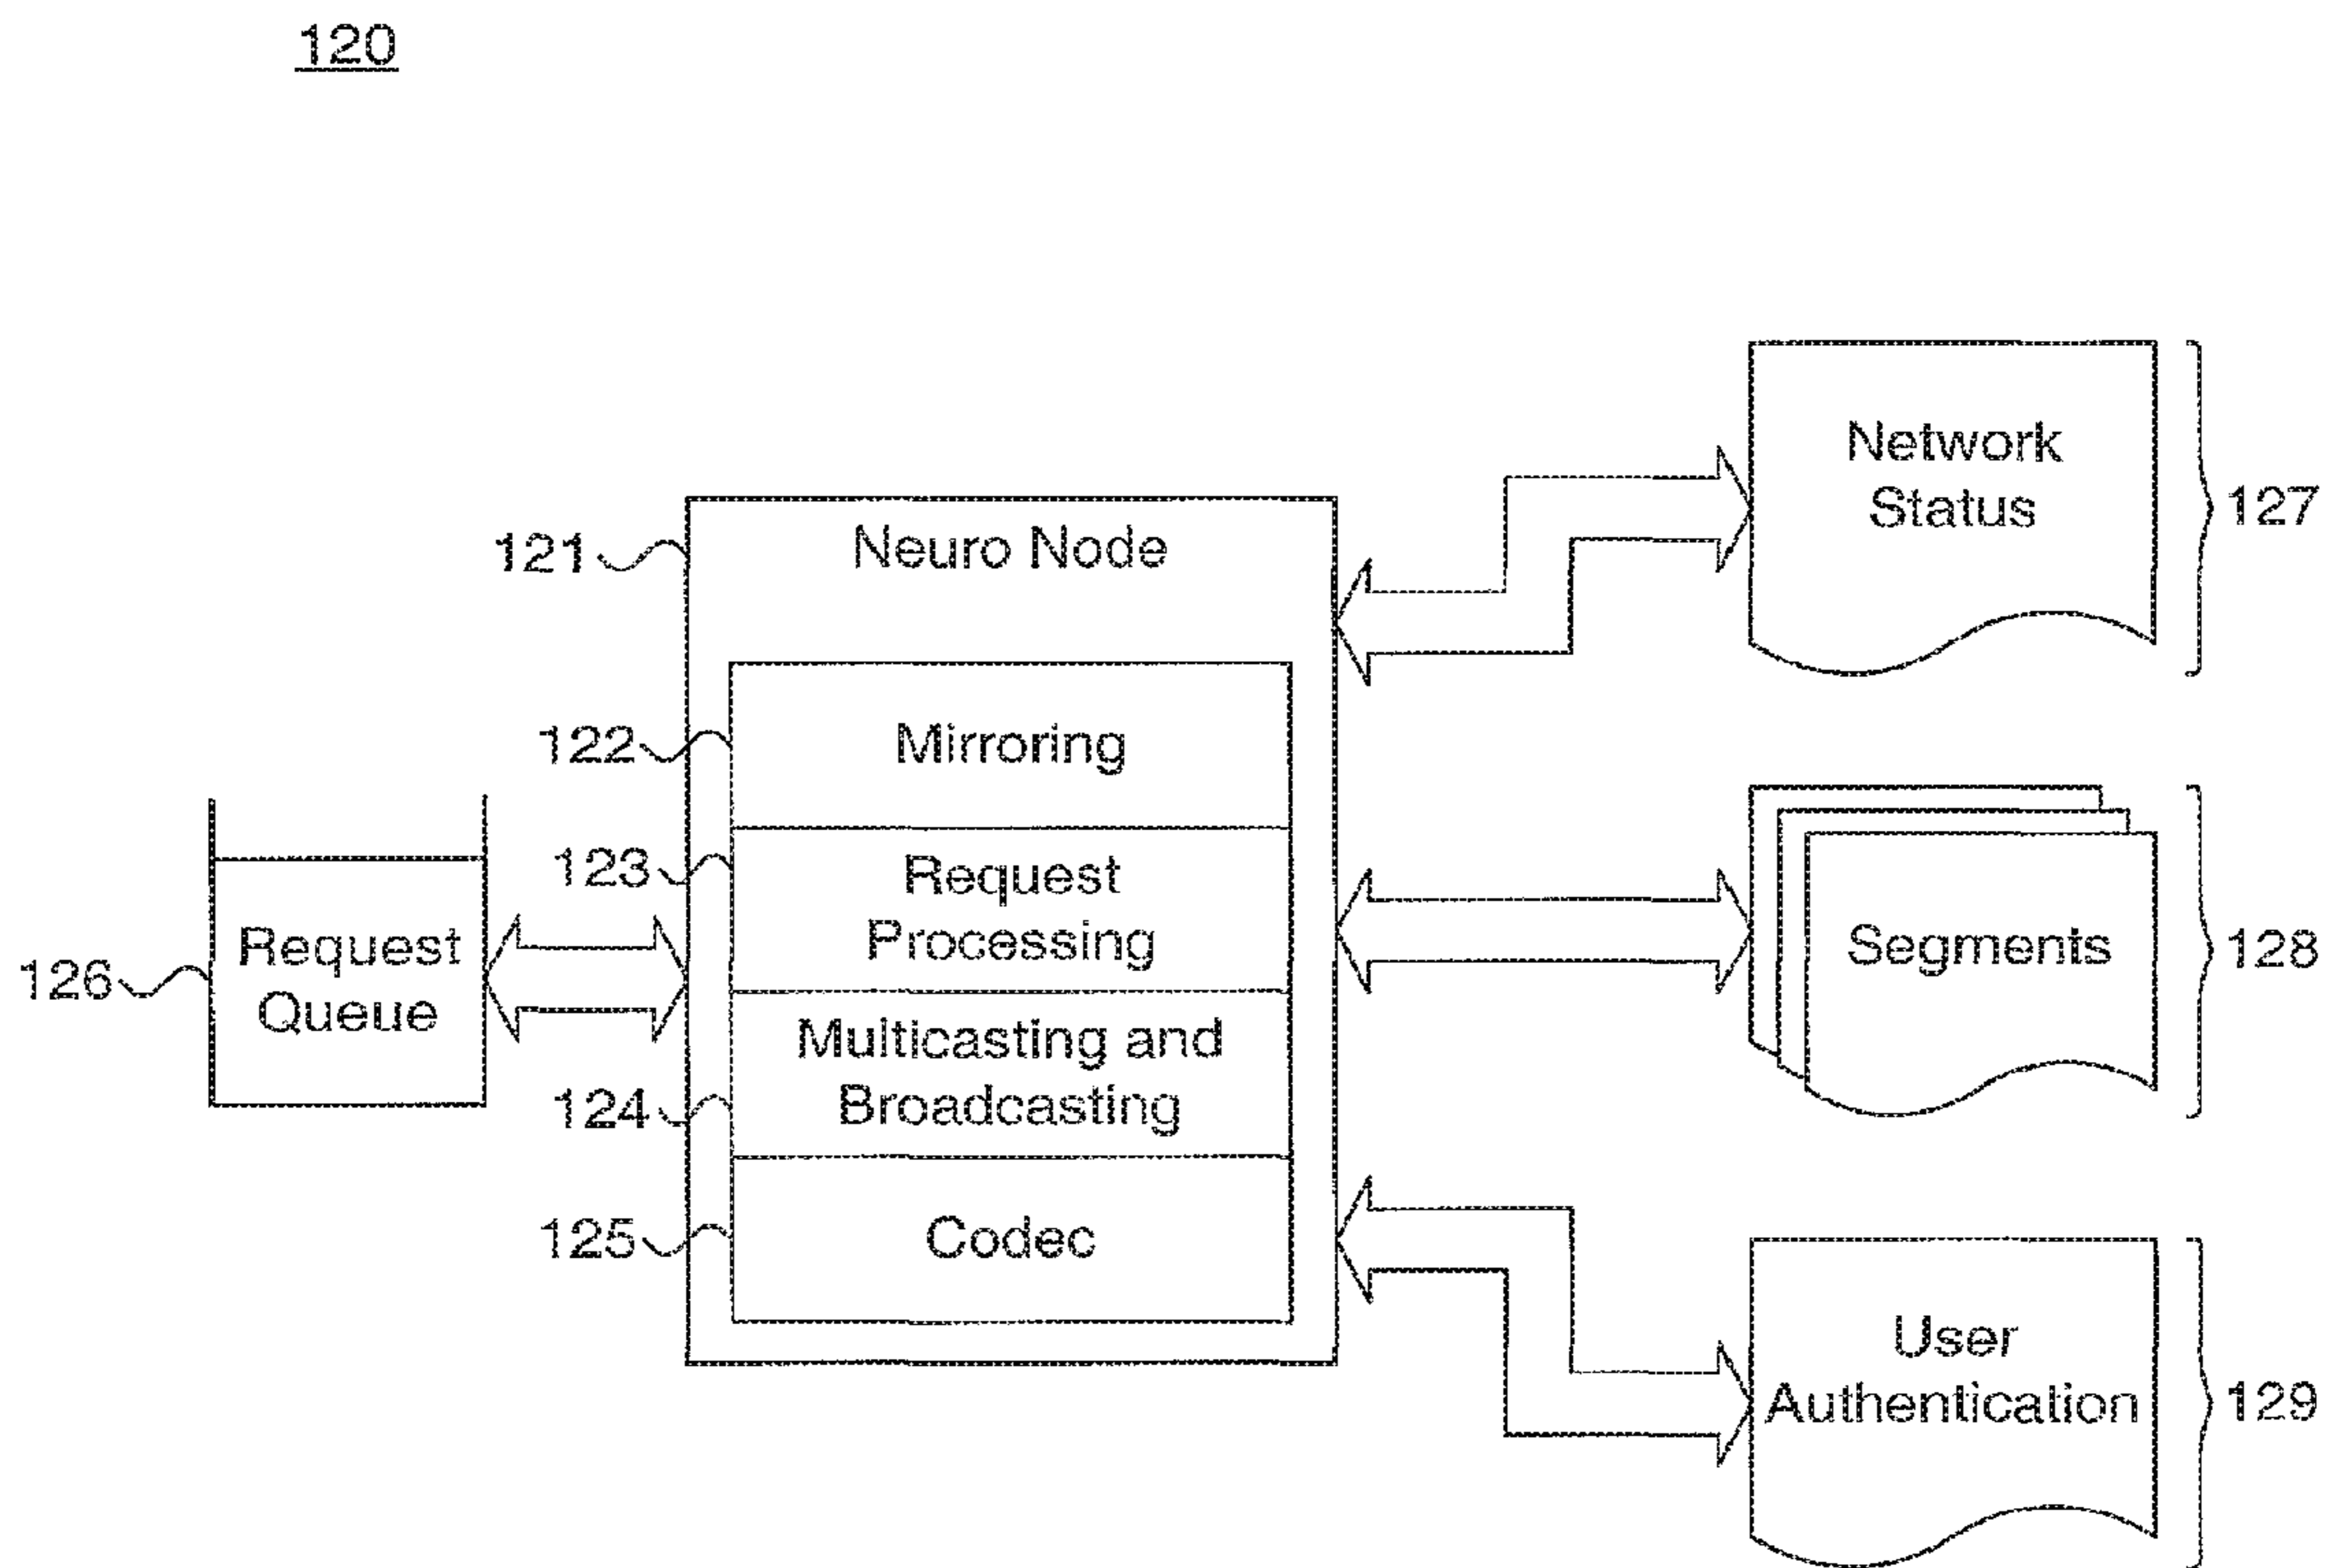 120
Network
Status
127
121
Neuro Node
122
Mirroring
123
Request
Processing
126
Request
Queue
Segments
128
124
Multicasting and
Broadcasting
125
Codec
User
Authentication
129